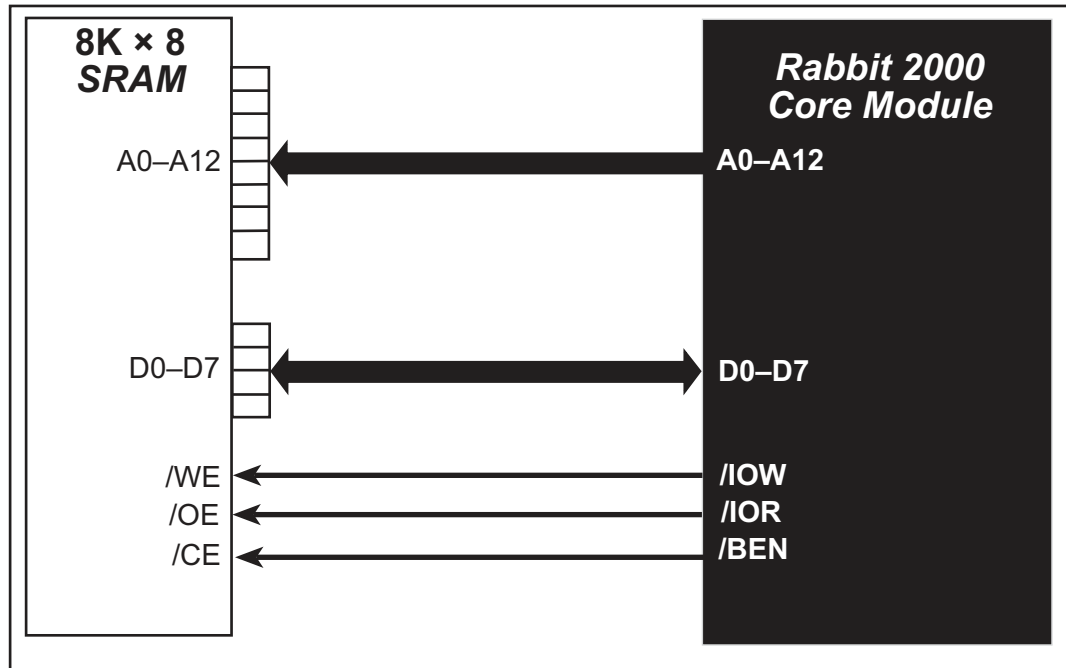 8K × 8
SRAM
A0–A12
D0–D7
/WE
/OE
/CE
Rabbit 2000
Core Module
A0–A12
D0–D7
/IOW
/IOR
/BEN